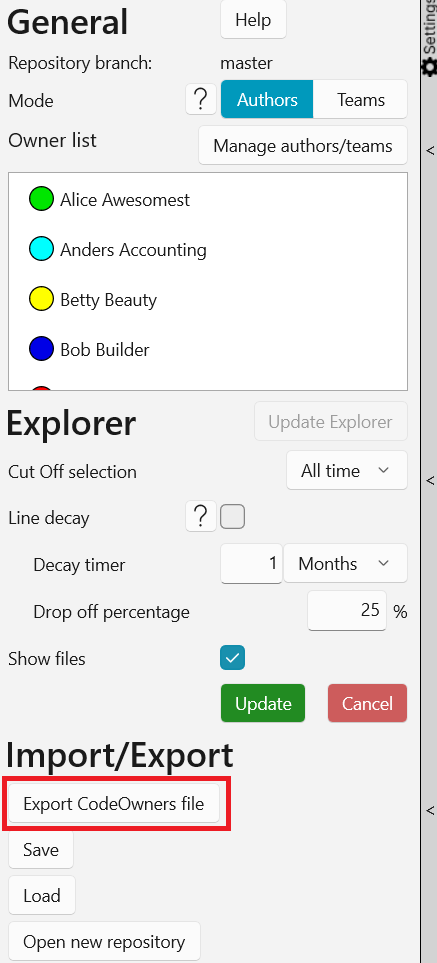 General
Help
Settings
Repository branch:
master
Mode
?
Authors
Teams
Owner list
Manage authors/teams
Alice Awesomest
Anders Accounting
Betty Beauty
Bob Builder
Explorer
Update Explorer
Cut Off selection
All time
Line decay
?
Decay timer
1
Months
Drop off percentage
25 %
Show files
Update
Cancel
Import/Export
Export CodeOwners file
Save
Load
Open new repository